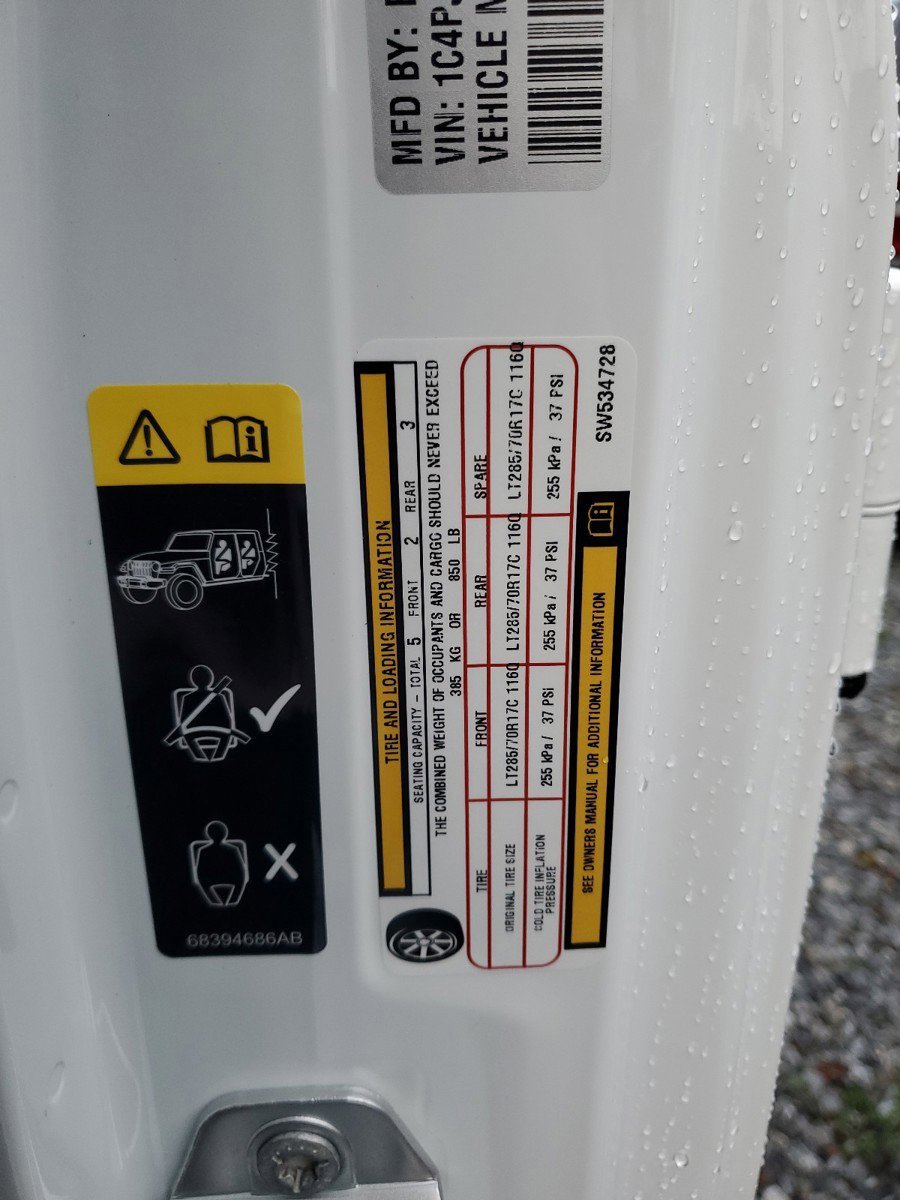 MFD BY:
VIN: 1C4P
VEHICLE
TIRE AND LOADING INFORMATION
SEATING CAPACITY - TOTAL 5 FRONT 2 REAR 3
THE COMBINED WEIGHT OF OCCUPANTS AND CARGO SHOULD NEVER EXCEED
385 KG OR 850 LB
TIRE FRONT REAR SPARE
ORIGINAL TIRE SIZE LT285/70R17C 116Q LT285/70R17C 116Q LT285/70R17C 116Q
COLD TIRE INFLATION PRESSURE 255 kPa / 37 PSI 255 kPa / 37 PSI 255 kPa / 37 PSI
SEE OWNERS MANUAL FOR ADDITIONAL INFORMATION
SW534728
68394686AB